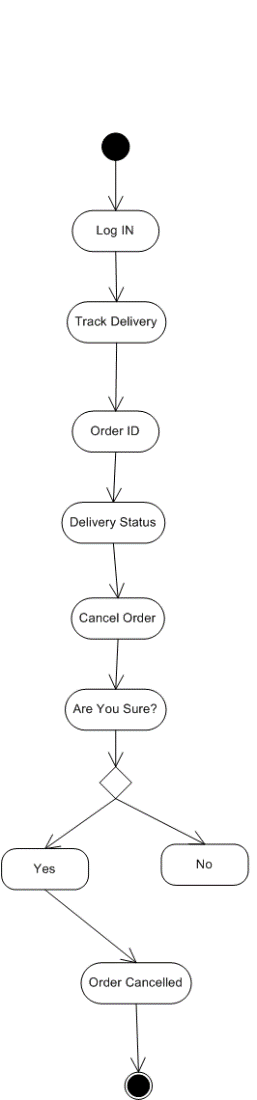 Log IN
Track Delivery
Order ID
Delivery Status
Cancel Order
Are You Sure?
Yes
No
Order Cancelled